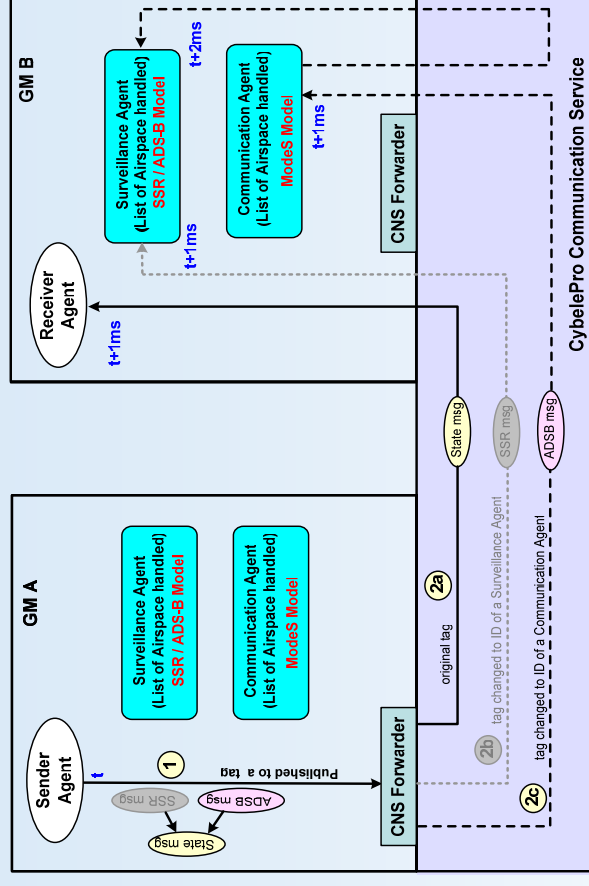 GM A
Sender
Agent
t
1
Published to a tag
SSR msg
ADSB msg
State msg
Surveillance Agent
(List of Airspace handled)
SSR / ADS-B Model
Communication Agent
(List of Airspace handled)
ModeS Model
CNS Forwarder
GM B
Receiver
Agent
t+1ms
Surveillance Agent
(List of Airspace handled)
SSR / ADS-B Model
t+2ms
t+1ms
Communication Agent
(List of Airspace handled)
ModeS Model
t+1ms
CNS Forwarder
original tag
2a
State msg
2b
tag changed to ID of a Surveillance Agent
SSR msg
2c
tag changed to ID of a Communication Agent
ADSB msg
CybelePro Communication Service